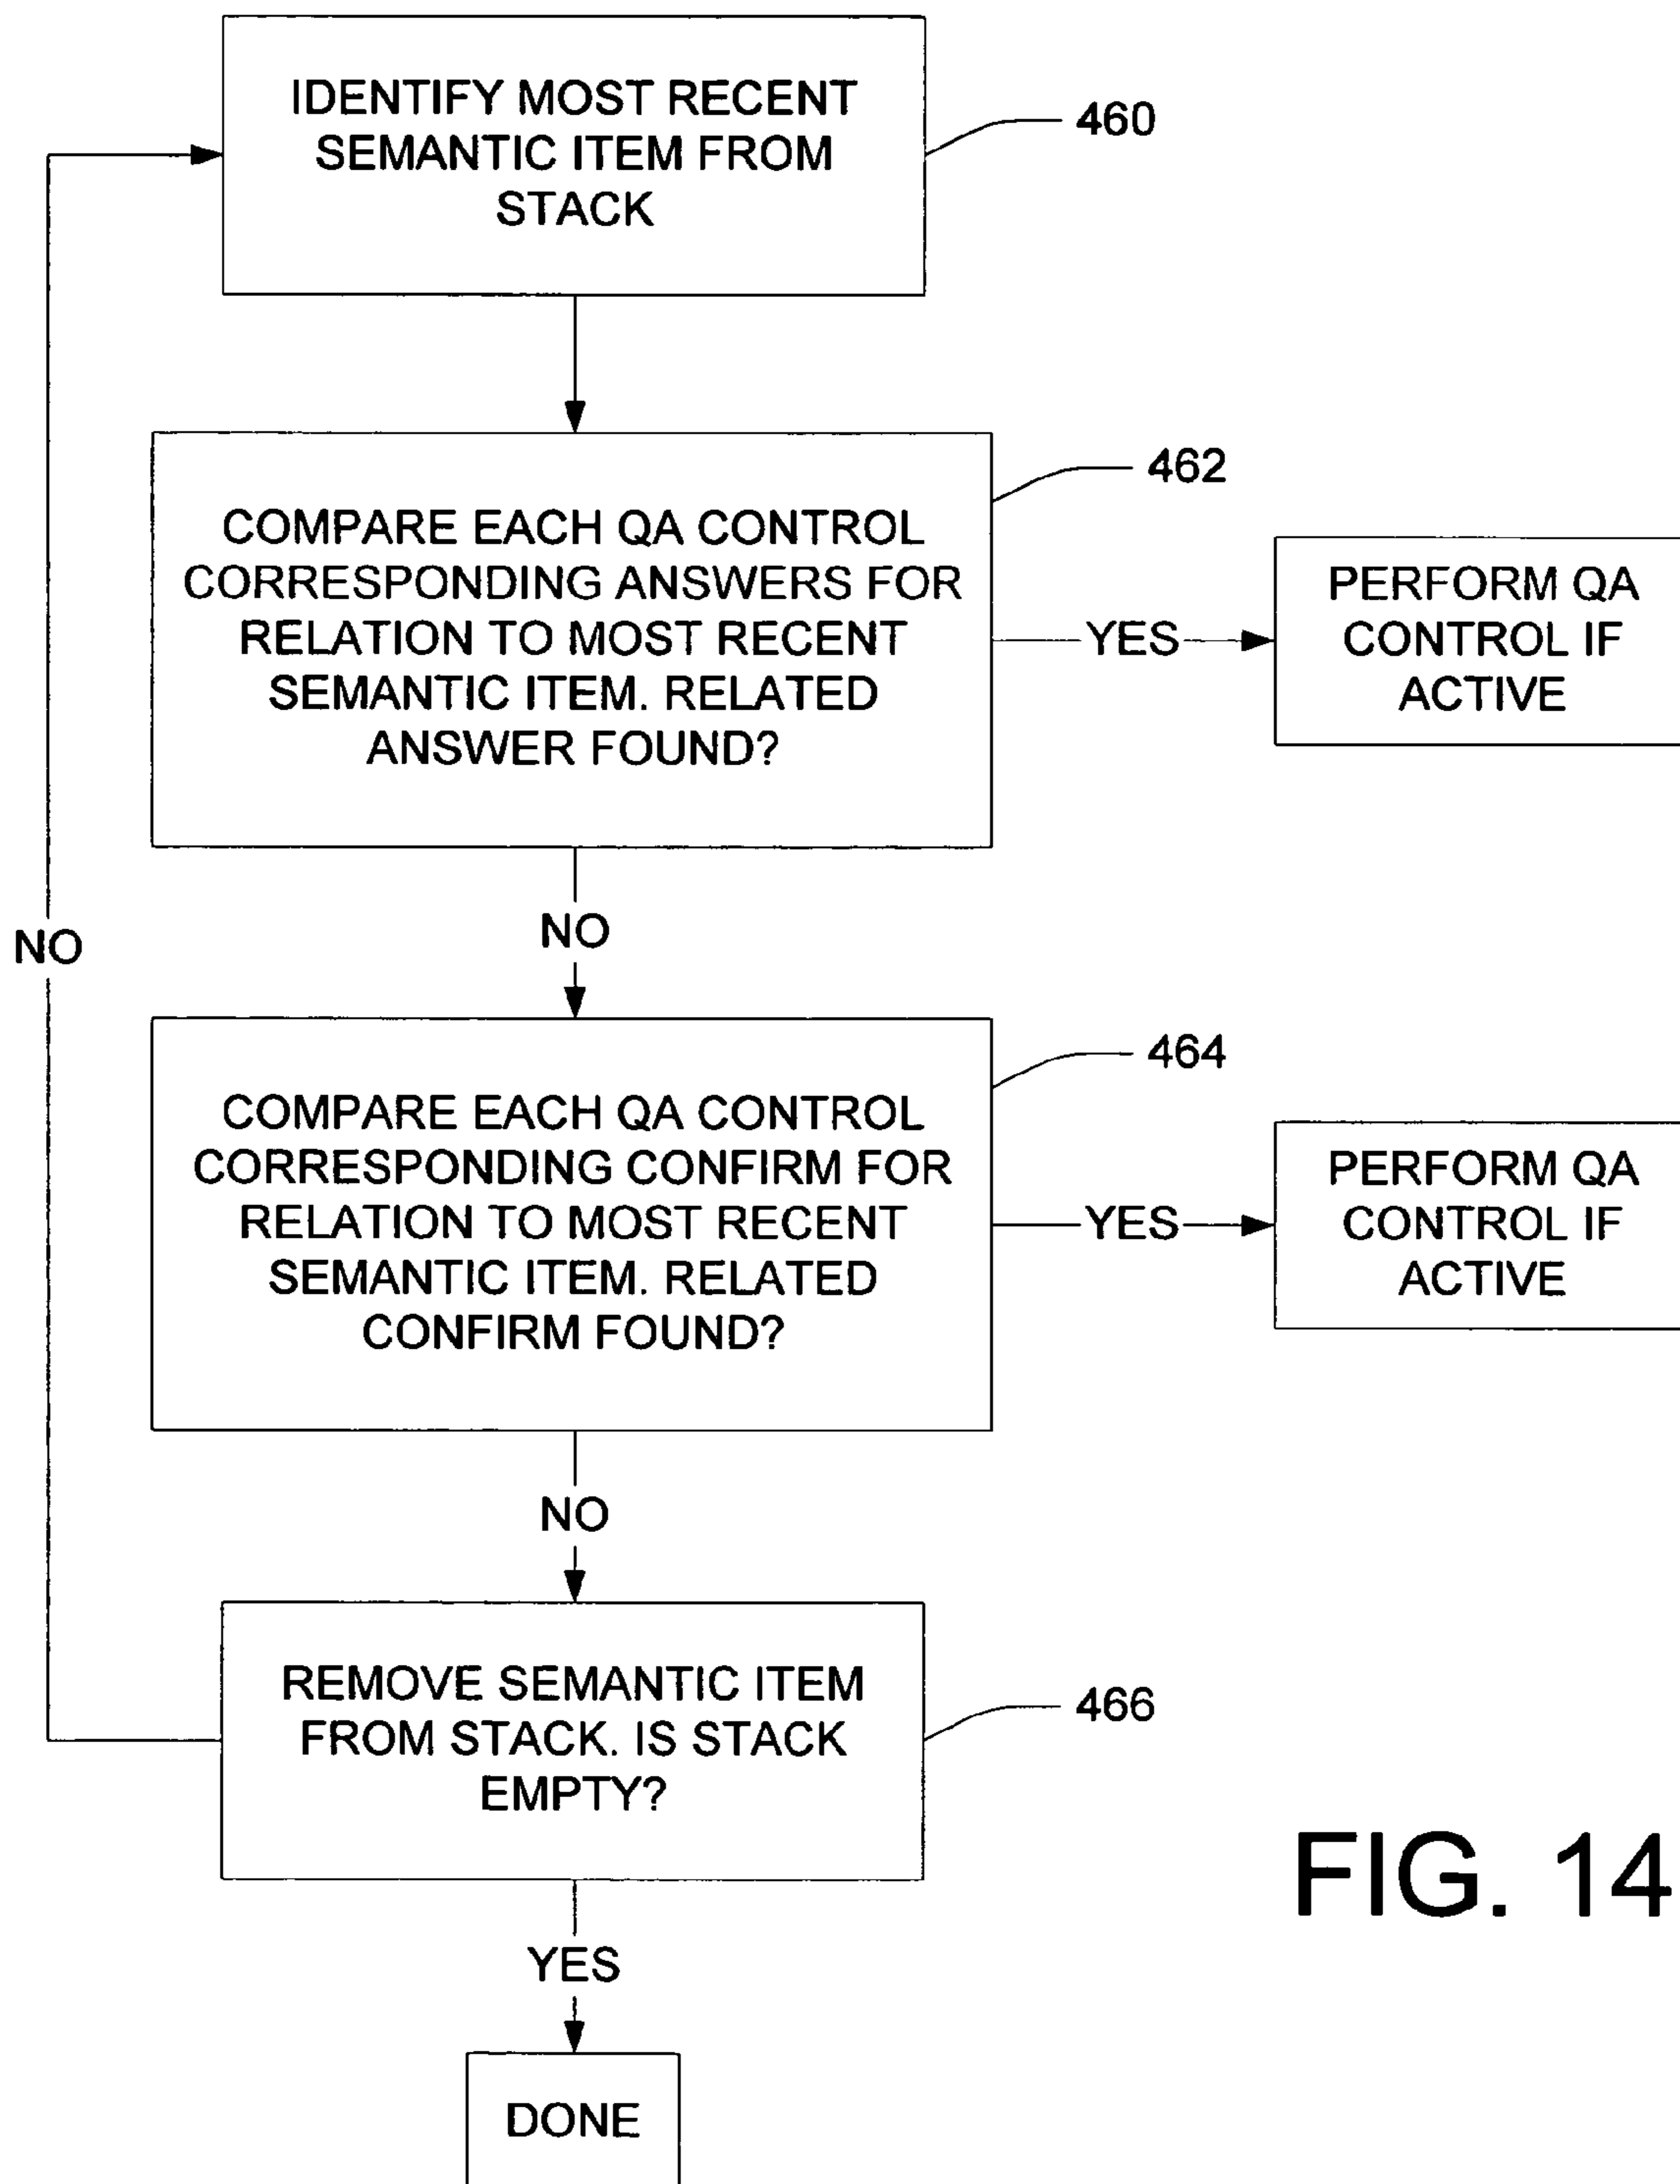 IDENTIFY MOST RECENT
SEMANTIC ITEM FROM
STACK
460
COMPARE EACH QA CONTROL
CORRESPONDING ANSWERS FOR
RELATION TO MOST RECENT
SEMANTIC ITEM. RELATED
ANSWER FOUND?
462
YES
PERFORM QA
CONTROL IF
ACTIVE
NO
NO
COMPARE EACH QA CONTROL
CORRESPONDING CONFIRM FOR
RELATION TO MOST RECENT
SEMANTIC ITEM. RELATED
CONFIRM FOUND?
464
YES
PERFORM QA
CONTROL IF
ACTIVE
NO
REMOVE SEMANTIC ITEM
FROM STACK. IS STACK
EMPTY?
466
YES
DONE
FIG. 14